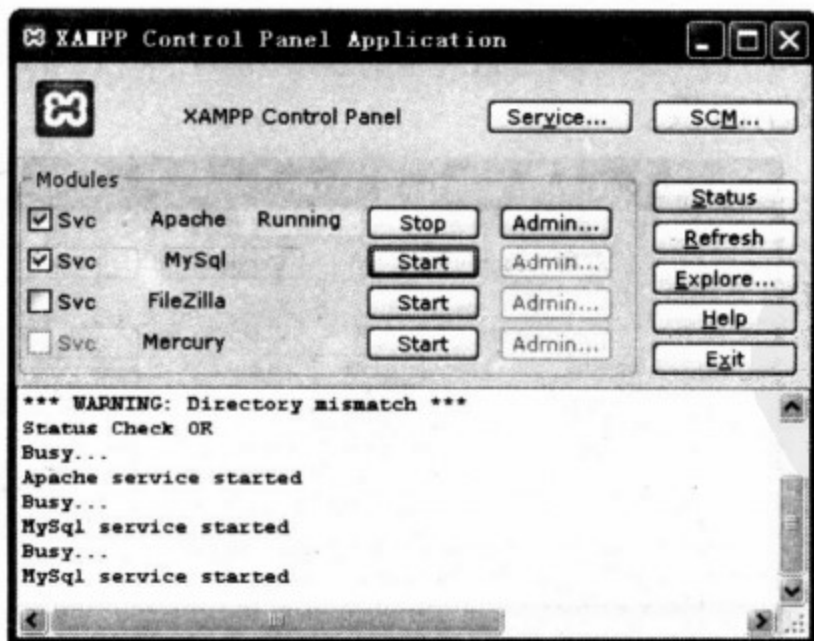 XAMPP Control Panel Application
XAMPP Control Panel
Service...
SCM...
Modules
Svc Apache Running Stop Admin...
Svc MySql Start Admin...
Svc FileZilla Start Admin...
Svc Mercury Start Admin...
Status
Refresh
Explore...
Help
Exit
*** WARNING: Directory mismatch ***
Status Check OR
Busy...
Apache service started
Busy...
MySql service started
Busy...
MySql service started